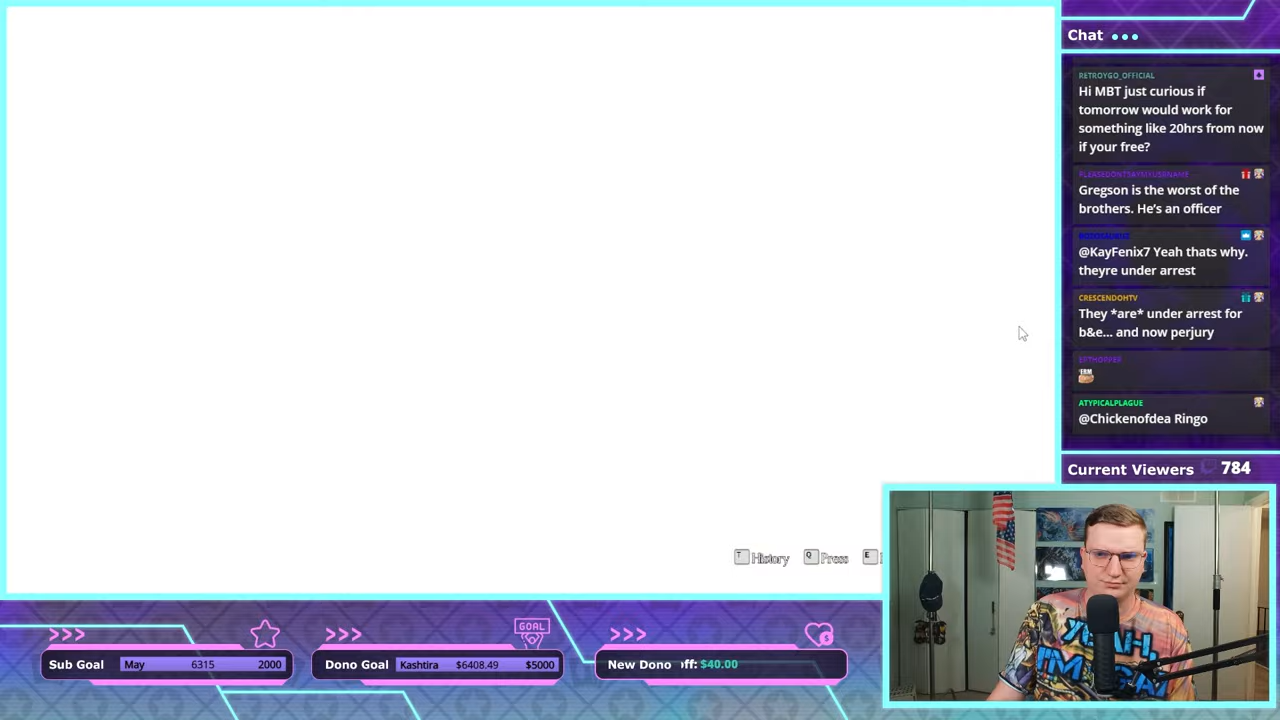 Chat
RETROYGO_OFFICIAL
Hi MBT just curious if
tomorrow would work for
something like 20hrs from now
if your free?
PLEASEDONTSAYMYUSERNAME
Gregson is the worst of the
brothers. He's an officer
@KayFenix7 Yeah thats why.
theyre under arrest
CRESCENDOHTV
They *are* under arrest for
b&e... and now perjury
ATYPICALPLAGUE
@Chickenofdea Ringo
Current Viewers 784
T History Q Press E
>>>
Sub Goal May 6315 2000
>>> GOAL
Dono Goal Kashtira $6408.49 $5000
>>> $
New Dono ff: $40.00
YEAH,
I'M